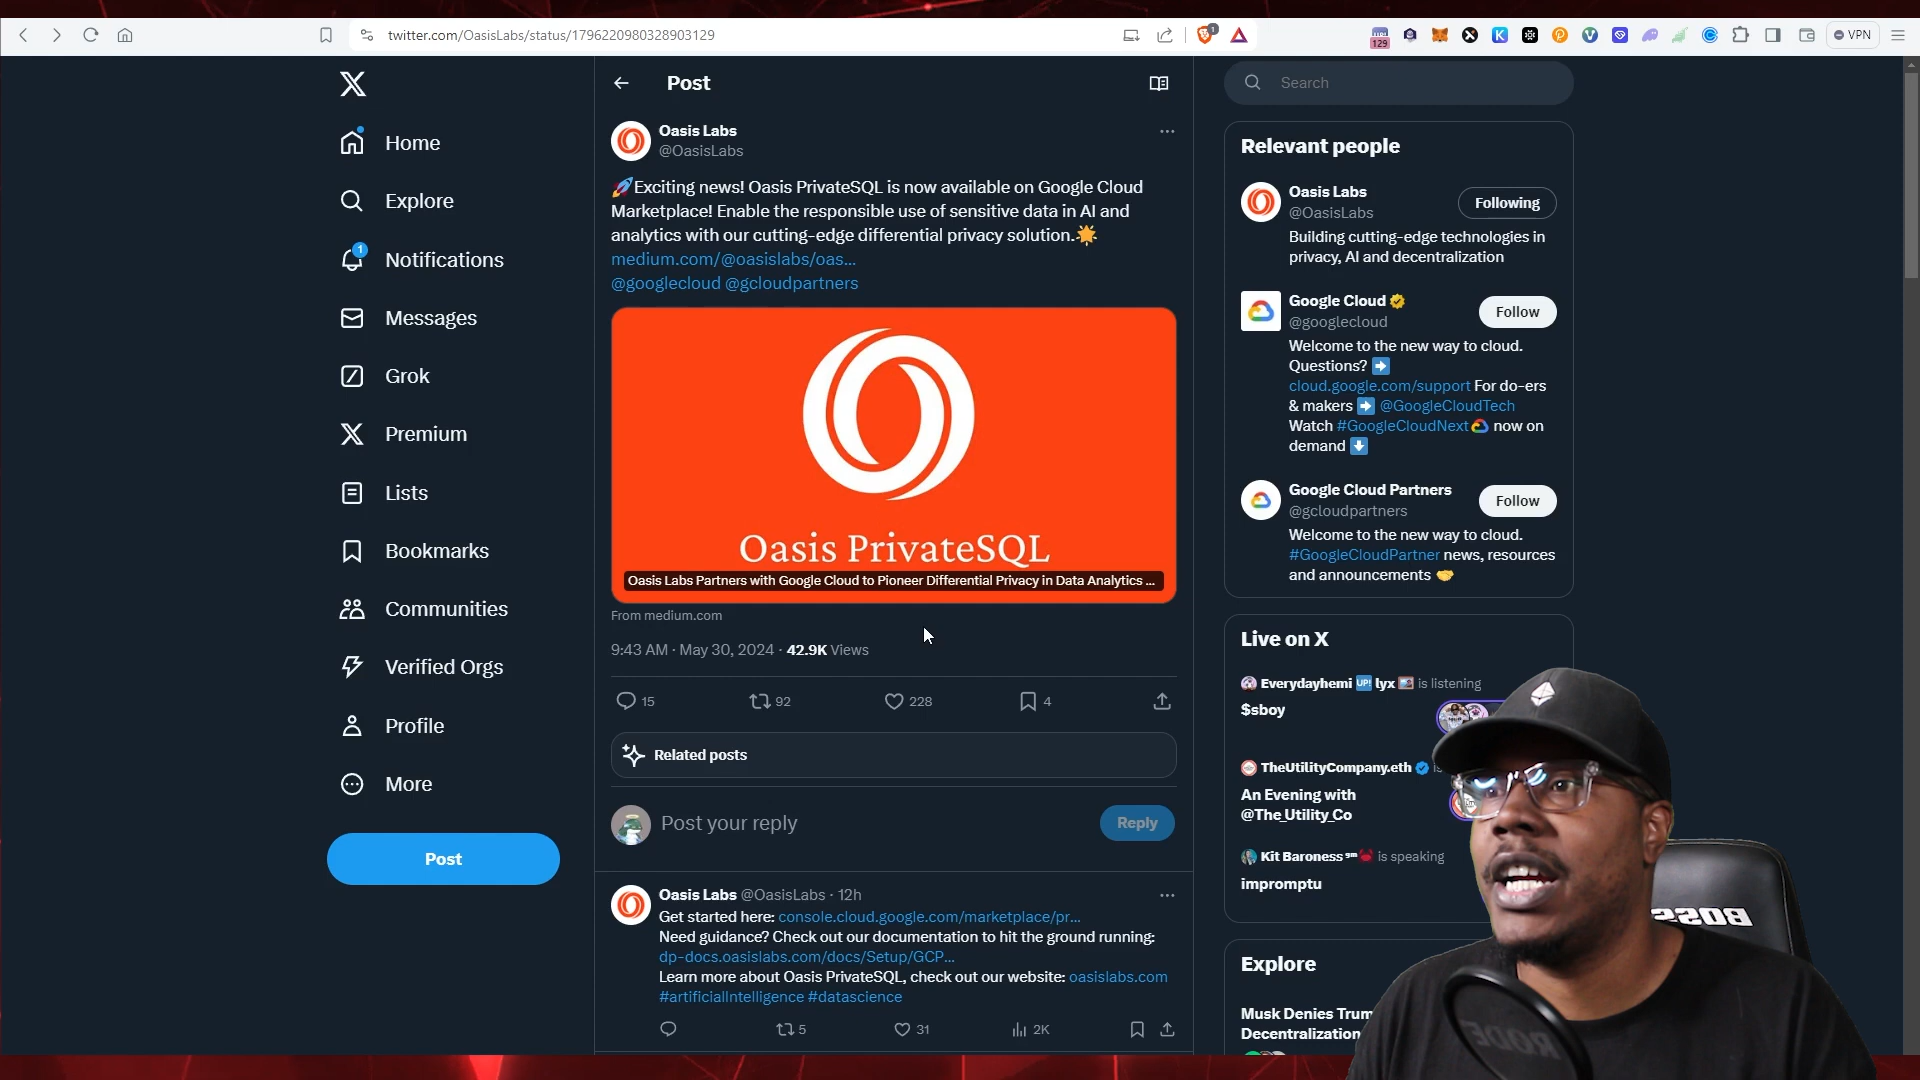 twitter.com/OasisLabs/status/1796220980328903129
1
129
VPN
Home
Explore
1
Notifications
Messages
Grok
Premium
Lists
Bookmarks
Communities
Verified Orgs
Profile
More
Post
Post
Oasis Labs
@OasisLabs
🚀Exciting news! Oasis PrivateSQL is now available on Google Cloud
Marketplace! Enable the responsible use of sensitive data in AI and
analytics with our cutting-edge differential privacy solution.🌟
medium.com/@oasislabs/oas...
@googlecloud @gcloudpartners
Oasis PrivateSQL
Oasis Labs Partners with Google Cloud to Pioneer Differential Privacy in Data Analytics ...
From medium.com
9:43 AM · May 30, 2024 · 42.9K Views
15 92 228 4
Related posts
Post your reply
Reply
Oasis Labs @OasisLabs · 12h
Get started here: console.cloud.google.com/marketplace/pr...
Need guidance? Check out our documentation to hit the ground running:
dp-docs.oasislabs.com/docs/Setup/GCP...
Learn more about Oasis PrivateSQL, check out our website: oasislabs.com
#artificialIntelligence #datascience
5 31 2K
Search
Relevant people
Oasis Labs
@OasisLabs
Following
Building cutting-edge technologies in
privacy, AI and decentralization
Google Cloud
@googlecloud
Follow
Welcome to the new way to cloud.
Questions? ➡️
cloud.google.com/support For do-ers
& makers ➡️ @GoogleCloudTech
Watch #GoogleCloudNext now on
demand ⬇️
Google Cloud Partners
@gcloudpartners
Follow
Welcome to the new way to cloud.
#GoogleCloudPartner news, resources
and announcements 🤝
Live on X
Everydayhemi UP! lyx is listening
$sboy
TheUtilityCompany.eth
An Evening with
@The_Utility_Co
Kit Baroness gm 🦀 is speaking
impromptu
Explore
Musk Denies
Decentralization
BOSS
RODE